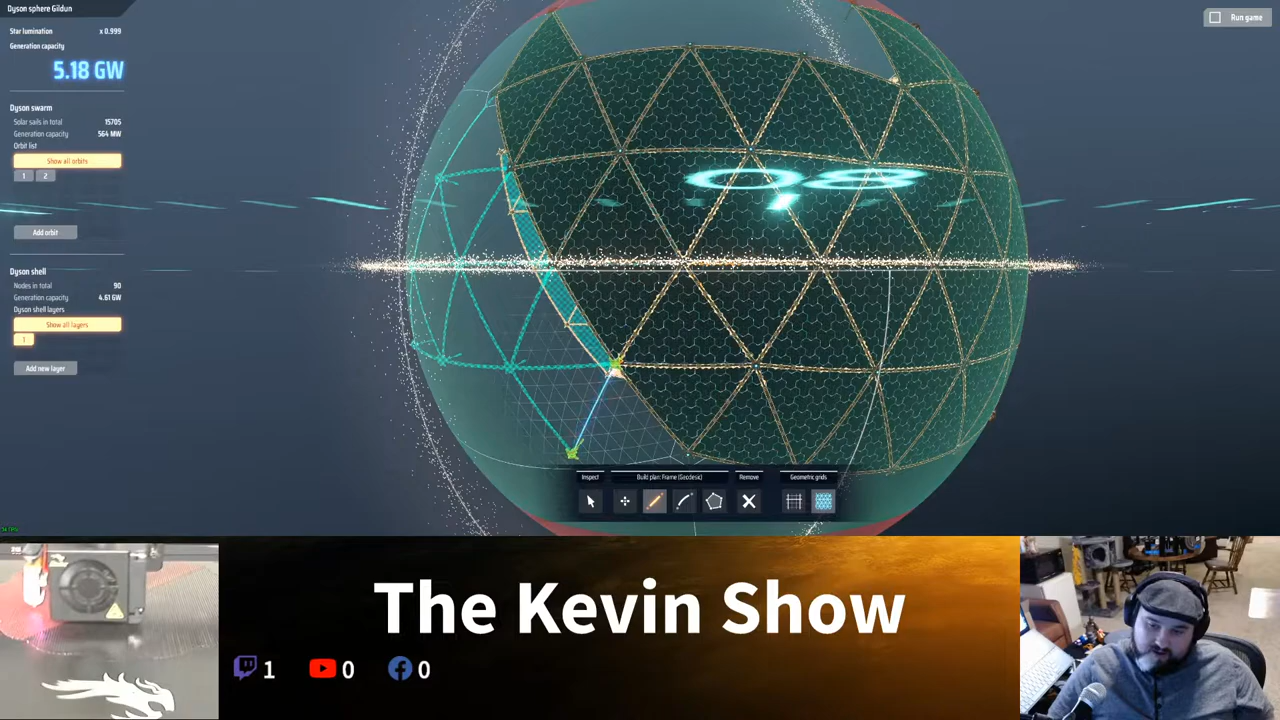 Dyson sphere Gildun
Run game
Star lumination x 0.999
Generation capacity
5.18 GW
Dyson swarm
Solar sails in total 15705
Generation capacity 564 MW
Orbit list
Show all orbits
1 2
Add orbit
Dyson shell
Nodes in total 90
Generation capacity 4.61 GW
Dyson shell layers
Show all layers
1
Add new layer
Inspect Build plan: Frame (Geodesic) Remove Geometric grids
The Kevin Show
1 0 0